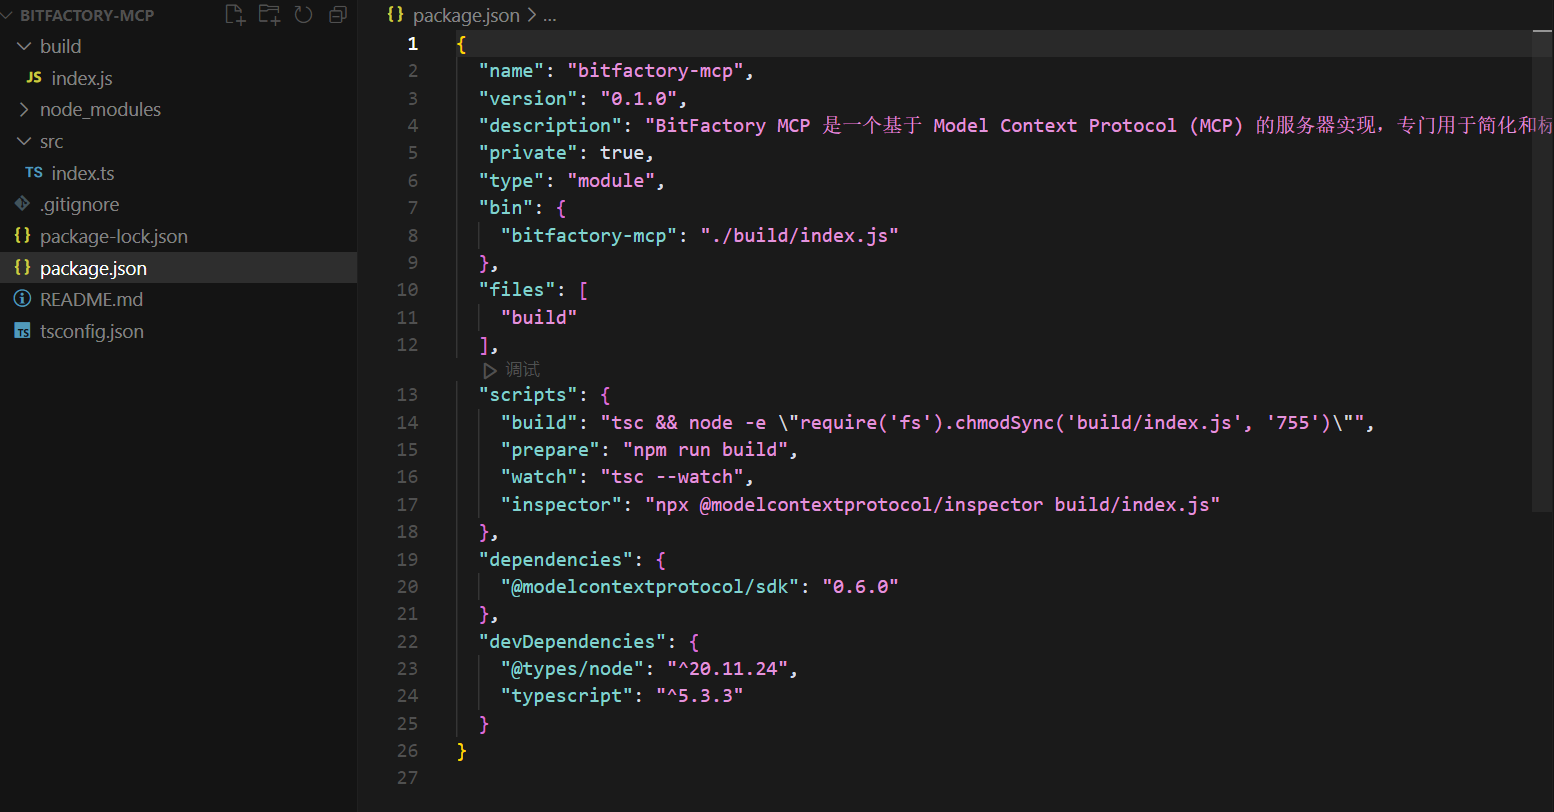 BITFACTORY-MCP
build
JS index.js
node_modules
src
TS index.ts
.gitignore
{} package-lock.json
{} package.json
README.md
TS tsconfig.json
{} package.json > ...
1 {
2 "name": "bitfactory-mcp",
3 "version": "0.1.0",
4 "description": "BitFactory MCP 是一个基于 Model Context Protocol (MCP) 的服务器实现，专门用于简化和标
5 "private": true,
6 "type": "module",
7 "bin": {
8 "bitfactory-mcp": "./build/index.js"
9 },
10 "files": [
11 "build"
12 ],
调试
13 "scripts": {
14 "build": "tsc && node -e \"require('fs').chmodSync('build/index.js', '755')\"",
15 "prepare": "npm run build",
16 "watch": "tsc --watch",
17 "inspector": "npx @modelcontextprotocol/inspector build/index.js"
18 },
19 "dependencies": {
20 "@modelcontextprotocol/sdk": "0.6.0"
21 },
22 "devDependencies": {
23 "@types/node": "^20.11.24",
24 "typescript": "^5.3.3"
25 }
26 }
27